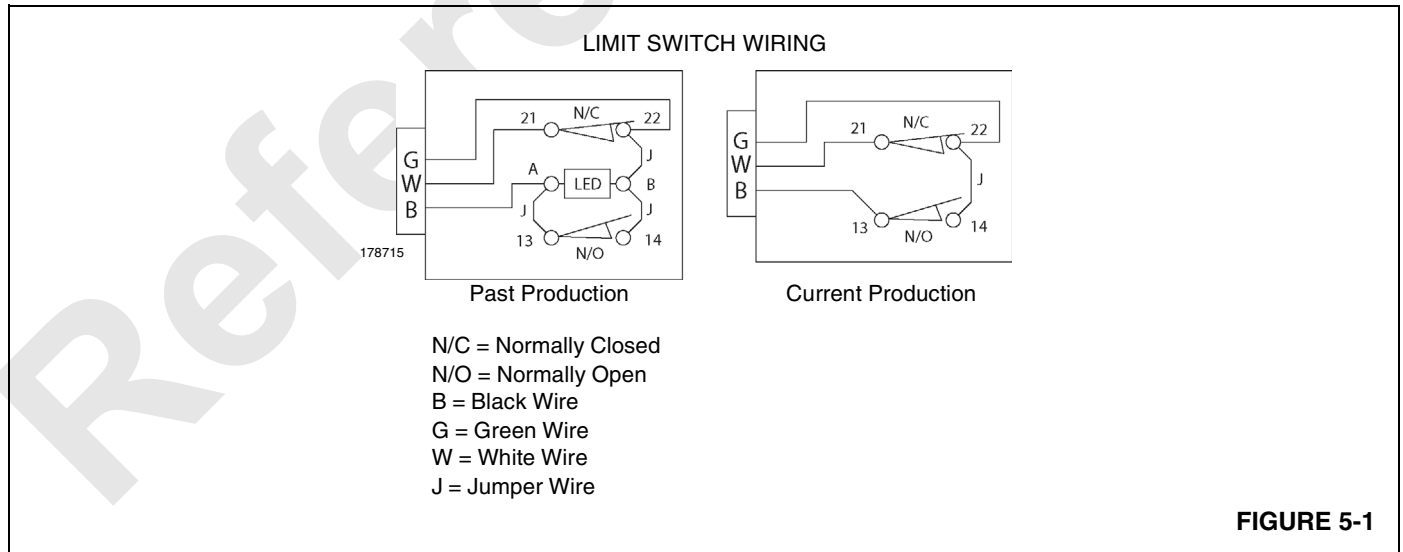 LIMIT SWITCH WIRING
G
W
B
21
N/C
22
J
A
LED
B
J
J
13
N/O
14
178715
Past Production
G
W
B
21
N/C
22
J
13
N/O
14
Current Production
N/C = Normally Closed
N/O = Normally Open
B = Black Wire
G = Green Wire
W = White Wire
J = Jumper Wire
FIGURE 5-1
Refere